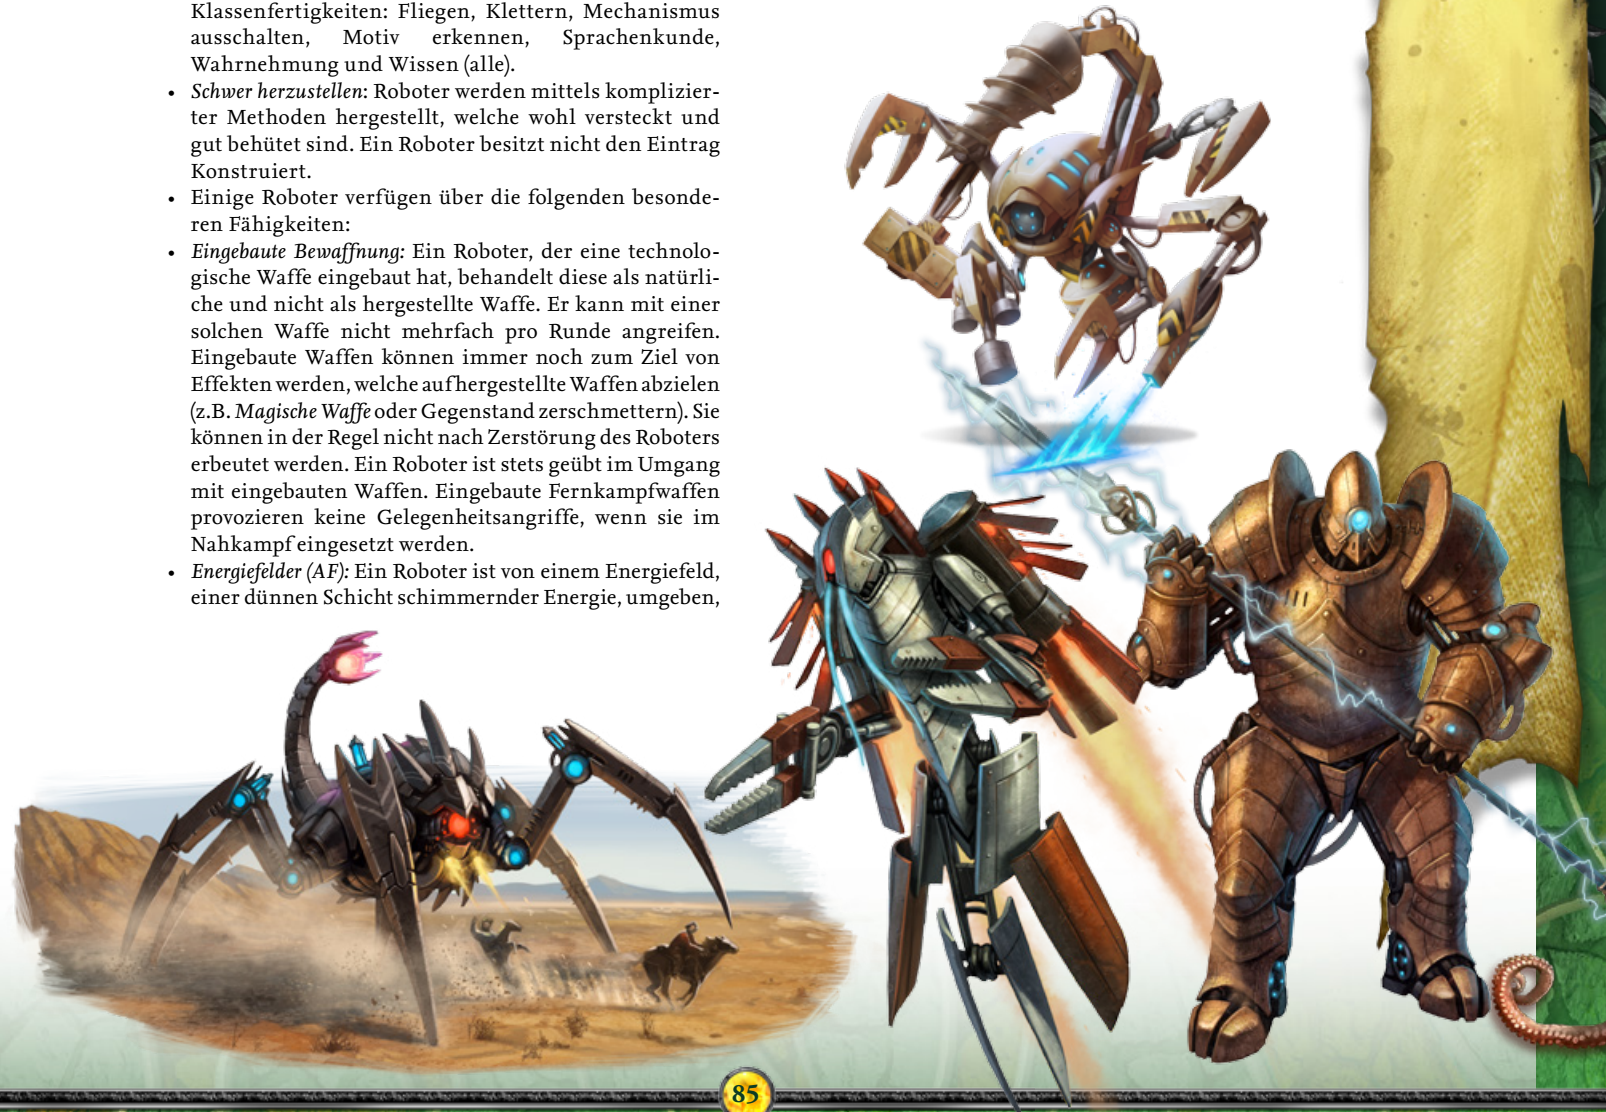 Klassenfertigkeiten: Fliegen, Klettern, Mechanismus
ausschalten, Motiv erkennen, Sprachenkunde,
Wahrnehmung und Wissen (alle).
• Schwer herzustellen: Roboter werden mittels komplizier-
ter Methoden hergestellt, welche wohl versteckt und
gut behütet sind. Ein Roboter besitzt nicht den Eintrag
Konstruiert.
• Einige Roboter verfügen über die folgenden besonde-
ren Fähigkeiten:
• Eingebaute Bewaffnung: Ein Roboter, der eine technolo-
gische Waffe eingebaut hat, behandelt diese als natürli-
che und nicht als hergestellte Waffe. Er kann mit einer
solchen Waffe nicht mehrfach pro Runde angreifen.
Eingebaute Waffen können immer noch zum Ziel von
Effekten werden, welche auf hergestellte Waffen abzielen
(z.B. Magische Waffe oder Gegenstand zerschmettern). Sie
können in der Regel nicht nach Zerstörung des Roboters
erbeutet werden. Ein Roboter ist stets geübt im Umgang
mit eingebauten Waffen. Eingebaute Fernkampfwaffen
provozieren keine Gelegenheitsangriffe, wenn sie im
Nahkampf eingesetzt werden.
• Energiefelder (AF): Ein Roboter ist von einem Energiefeld,
einer dünnen Schicht schimmernder Energie, umgeben,
85